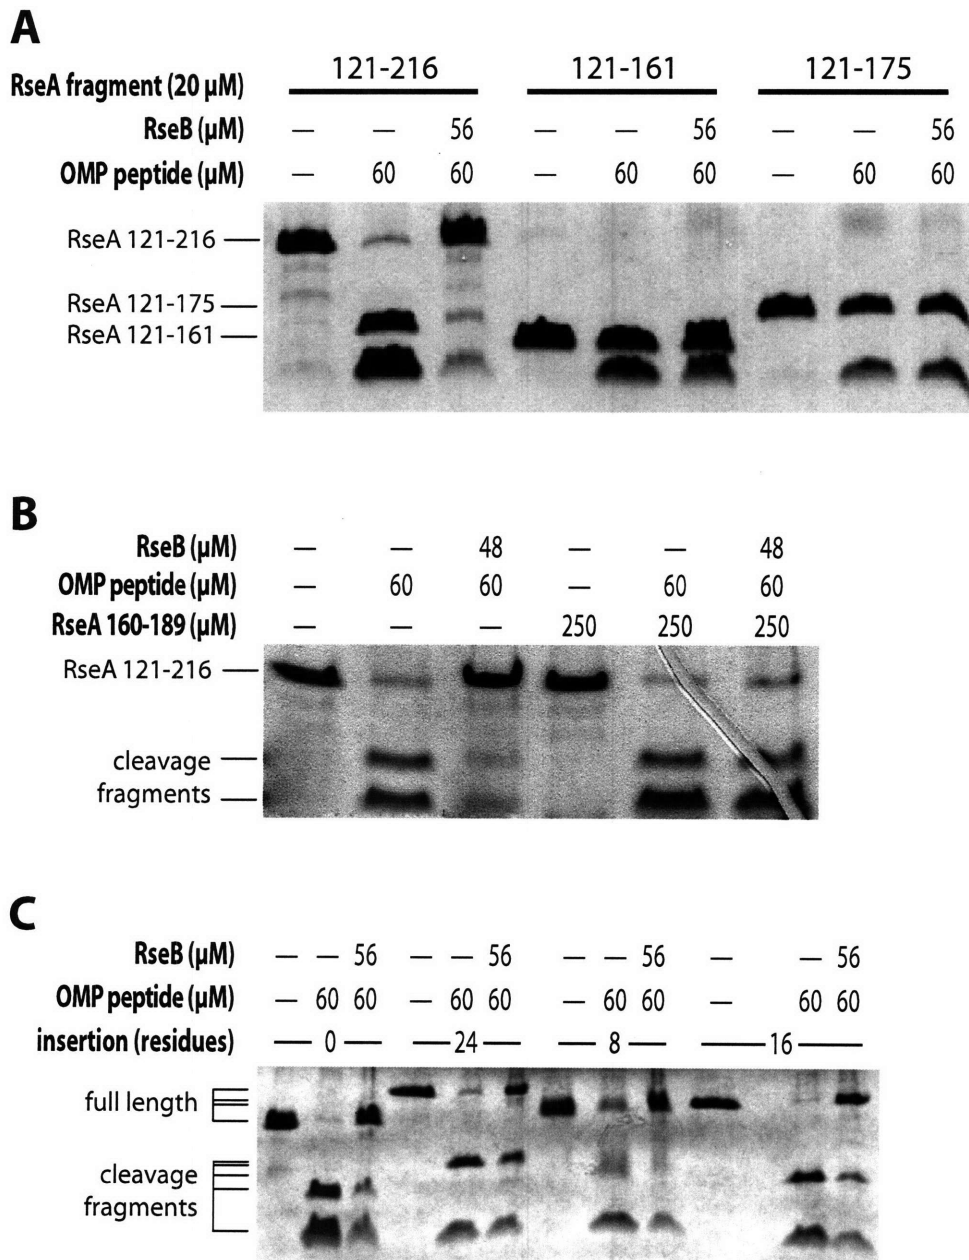 A
121-216 121-161 121-175
RseA fragment (20 µM)
RseB (µM) — — 56 — — 56 — — 56
OMP peptide (µM) — 60 60 — 60 60 — 60 60
RseA 121-216
RseA 121-175
RseA 121-161
B
RseB (µM) — — 48 — — 48
OMP peptide (µM) — 60 60 — 60 60
RseA 160-189 (µM) — — — 250 250 250
RseA 121-216
cleavage
fragments
C
RseB (µM) — — 56 — — 56 — — 56 — — 56
OMP peptide (µM) — 60 60 — 60 60 — 60 60 — 60 60
insertion (residues) — 0 — — 24 — — 8 — — 16 —
full length
cleavage
fragments